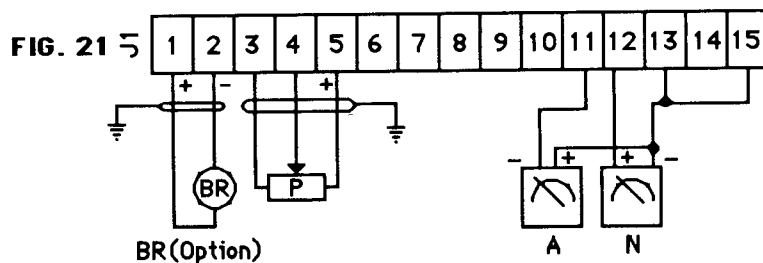 FIG. 21 J1 1 2 3 4 5 6 7 8 9 10 11 12 13 14 15
+ - +
- + + -
BR P
A N
BR(Option)